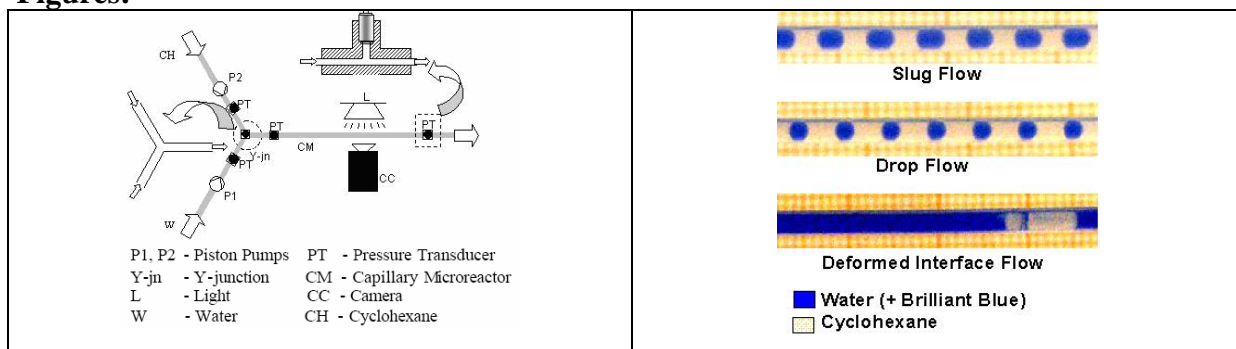 Figures:
CH
P2
PT
L
PT
PT
Y-jn
CM
PT
CC
P1
W
P1, P2 - Piston Pumps PT - Pressure Transducer
Y-jn - Y-junction CM - Capillary Microreactor
L - Light CC - Camera
W - Water CH - Cyclohexane
Slug Flow
Drop Flow
Deformed Interface Flow
Water (+ Brilliant Blue)
Cyclohexane